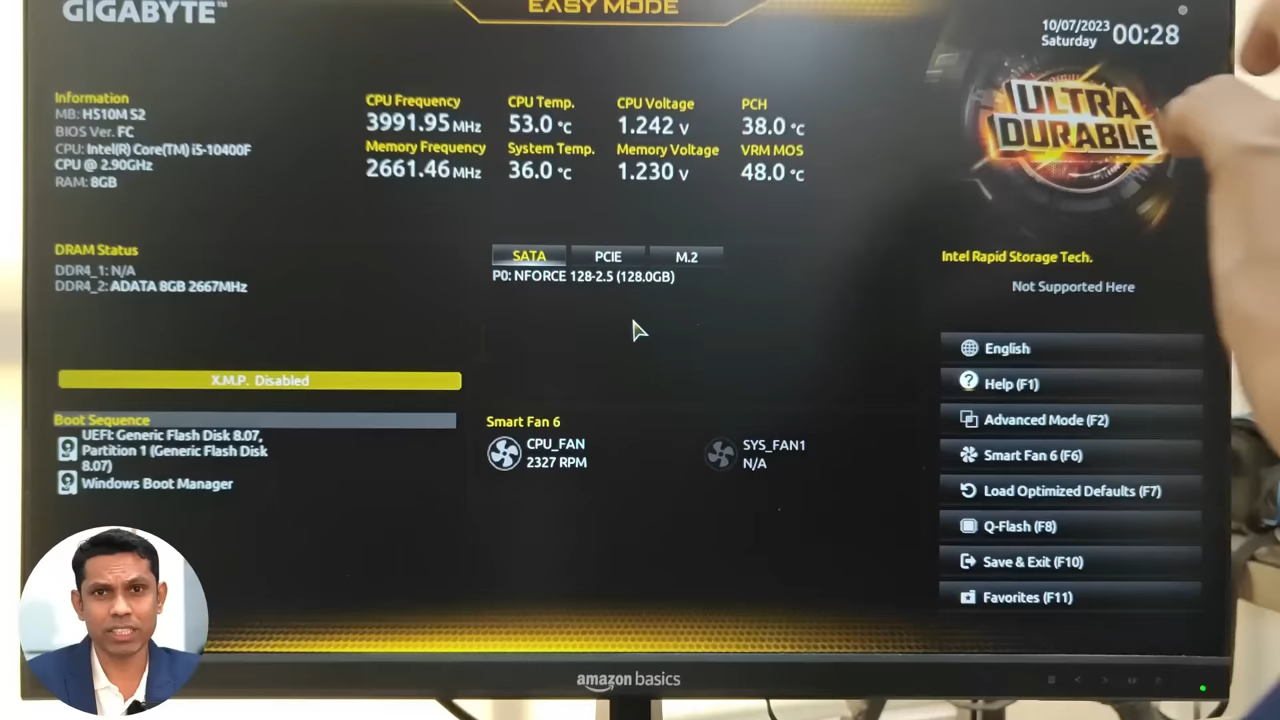 GIGABYTE™
EASY MODE
10/07/2023
Saturday
00:28
ULTRA
DURABLE
Information
MB: H510M S2
BIOS Ver. FC
CPU: Intel(R) Core(TM) i5-10400F
CPU @ 2.90GHz
RAM: 8GB
CPU Frequency
3991.95 MHz
CPU Temp.
53.0 °C
CPU Voltage
1.242 V
PCH
38.0 °C
Memory Frequency
2661.46 MHz
System Temp.
36.0 °C
Memory Voltage
1.230 V
VRM MOS
48.0 °C
DRAM Status
DDR4_1: N/A
DDR4_2: ADATA 8GB 2667MHz
SATA
PCIE
M.2
P0: NFORCE 128-2.5 (128.0GB)
Intel Rapid Storage Tech.
Not Supported Here
X.M.P. Disabled
Boot Sequence
UEFI: Generic Flash Disk 8.07,
Partition 1 (Generic Flash Disk
8.07)
Windows Boot Manager
Smart Fan 6
CPU_FAN
2327 RPM
SYS_FAN1
N/A
English
Help (F1)
Advanced Mode (F2)
Smart Fan 6 (F6)
Load Optimized Defaults (F7)
Q-Flash (F8)
Save & Exit (F10)
Favorites (F11)
amazon basics